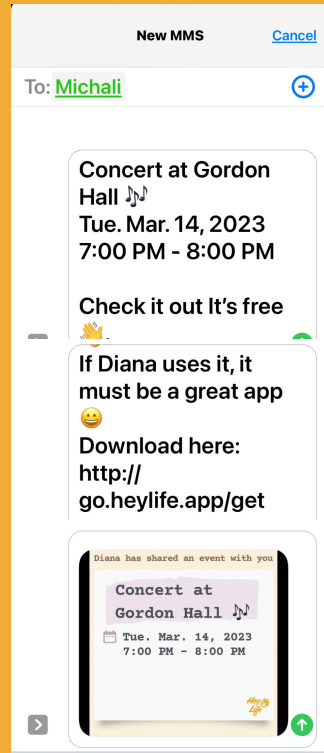 New MMS
Cancel
To: Michali
Concert at Gordon
Hall 🎶
Tue. Mar. 14, 2023
7:00 PM - 8:00 PM
Check it out It’s free
👋.
If Diana uses it, it
must be a great app
😀
Download here:
http://
go.heylife.app/get
Diana has shared an event with you
Concert at
Gordon Hall 🎶
Tue. Mar. 14, 2023
7:00 PM - 8:00 PM
Hey
Life